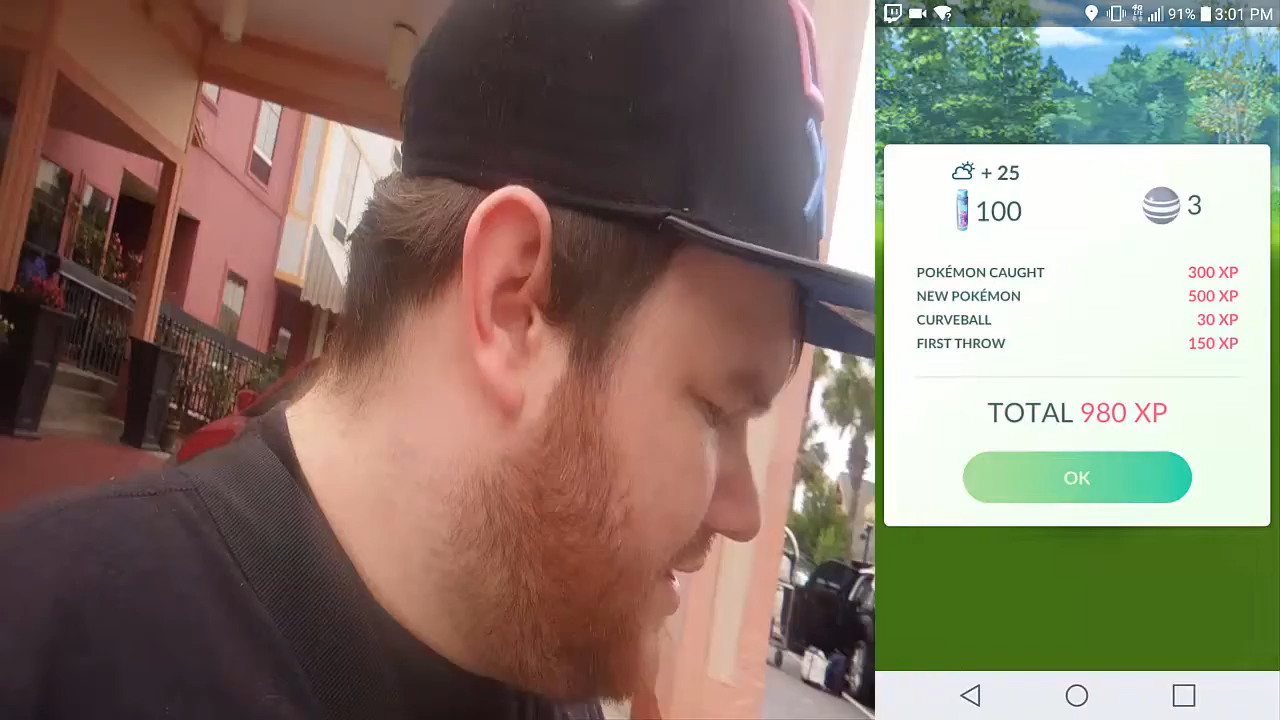 91% 3:01 PM
+ 25
100
3
POKÉMON CAUGHT 300 XP
NEW POKÉMON 500 XP
CURVEBALL 30 XP
FIRST THROW 150 XP
TOTAL 980 XP
OK